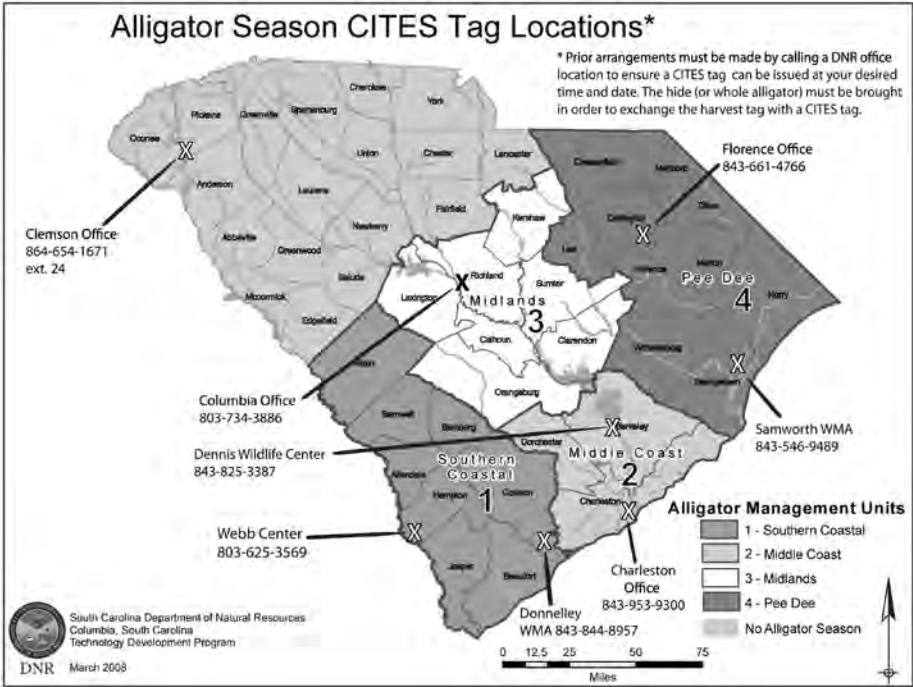 Alligator Season CITES Tag Locations*
* Prior arrangements must be made by calling a DNR office
location to ensure a CITES tag can be issued at your desired
time and date. The hide (or whole alligator) must be brought
in order to exchange the harvest tag with a CITES tag.
Cherokee
York
Pickens
Greenville
Spartanburg
Oconee
X
Union
Chester
Lancaster
Chesterfield
Marlboro
Florence Office
843-661-4766
Anderson
Laurens
Kershaw
Darlington
Dillon
X
Clemson Office
864-654-1671
ext. 24
Abbeville
Greenwood
Newberry
Fairfield
Lee
Florence
Marion
Pee Dee
4
Horry
Saluda
X
Richland
Sumter
Mccormick
Lexington
Midlands
3
Edgefield
Calhoun
Clarendon
Williamsburg
Aiken
Orangeburg
Georgetown
X
Columbia Office
803-734-3886
Barnwell
Bamberg
X
Berkeley
Samworth WMA
843-546-9489
Dennis Wildlife Center
843-825-3387
Dorchester
Middle Coast
2
Southern
Coastal
1
Allendale
Hampton
Colleton
Charleston
X
Webb Center
803-625-3569
X
X
Jasper
Beaufort
Charleston
Office
843-953-9300
Donnelley
WMA 843-844-8957
Alligator Management Units
1 - Southern Coastal
2 - Middle Coast
3 - Midlands
4 - Pee Dee
No Alligator Season
South Carolina Department of Natural Resources
Columbia, South Carolina
Technology Development Program
DNR March 2008
0 12.5 25 50 75
Miles